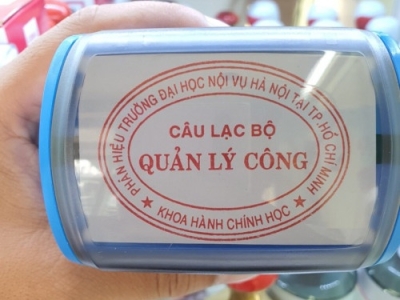 PHÂN HIỆU TRƯỜNG ĐẠI HỌC NỘI VỤ HÀ NỘI TẠI TP.HỒ CHÍ MINH
CÂU LẠC BỘ
QUẢN LÝ CÔNG
★ KHOA HÀNH CHÍNH HỌC ★